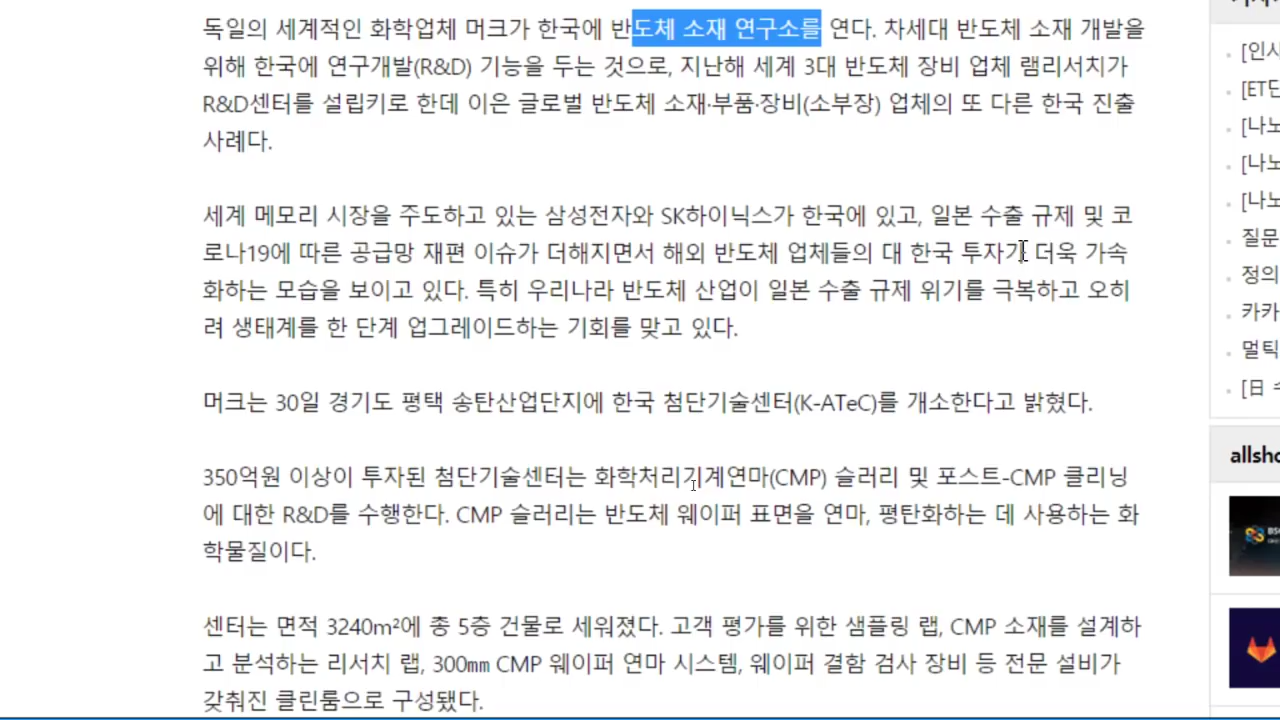 독일의 세계적인 화학업체 머크가 한국에 반도체 소재 연구소를 연다. 차세대 반도체 소재 개발을
위해 한국에 연구개발(R&D) 기능을 두는 것으로, 지난해 세계 3대 반도체 장비 업체 램리서치가
R&D센터를 설립키로 한데 이은 글로벌 반도체 소재·부품·장비(소부장) 업체의 또 다른 한국 진출
사례다.
세계 메모리 시장을 주도하고 있는 삼성전자와 SK하이닉스가 한국에 있고, 일본 수출 규제 및 코
로나19에 따른 공급망 재편 이슈가 더해지면서 해외 반도체 업체들의 대 한국 투자가 더욱 가속
화하는 모습을 보이고 있다. 특히 우리나라 반도체 산업이 일본 수출 규제 위기를 극복하고 오히
려 생태계를 한 단계 업그레이드하는 기회를 맞고 있다.
머크는 30일 경기도 평택 송탄산업단지에 한국 첨단기술센터(K-ATeC)를 개소한다고 밝혔다.
350억원 이상이 투자된 첨단기술센터는 화학처리기계연마(CMP) 슬러리 및 포스트-CMP 클리닝
에 대한 R&D를 수행한다. CMP 슬러리는 반도체 웨이퍼 표면을 연마, 평탄화하는 데 사용하는 화
학물질이다.
센터는 면적 3240m²에 총 5층 건물로 세워졌다. 고객 평가를 위한 샘플링 랩, CMP 소재를 설계하
고 분석하는 리서치 랩, 300㎜ CMP 웨이퍼 연마 시스템, 웨이퍼 결함 검사 장비 등 전문 설비가
갖춰진 클린룸으로 구성됐다.
[인사
[ET단
[나노
[나노
[나노
질문
정의
카카
멀틱
[日 수
allsho